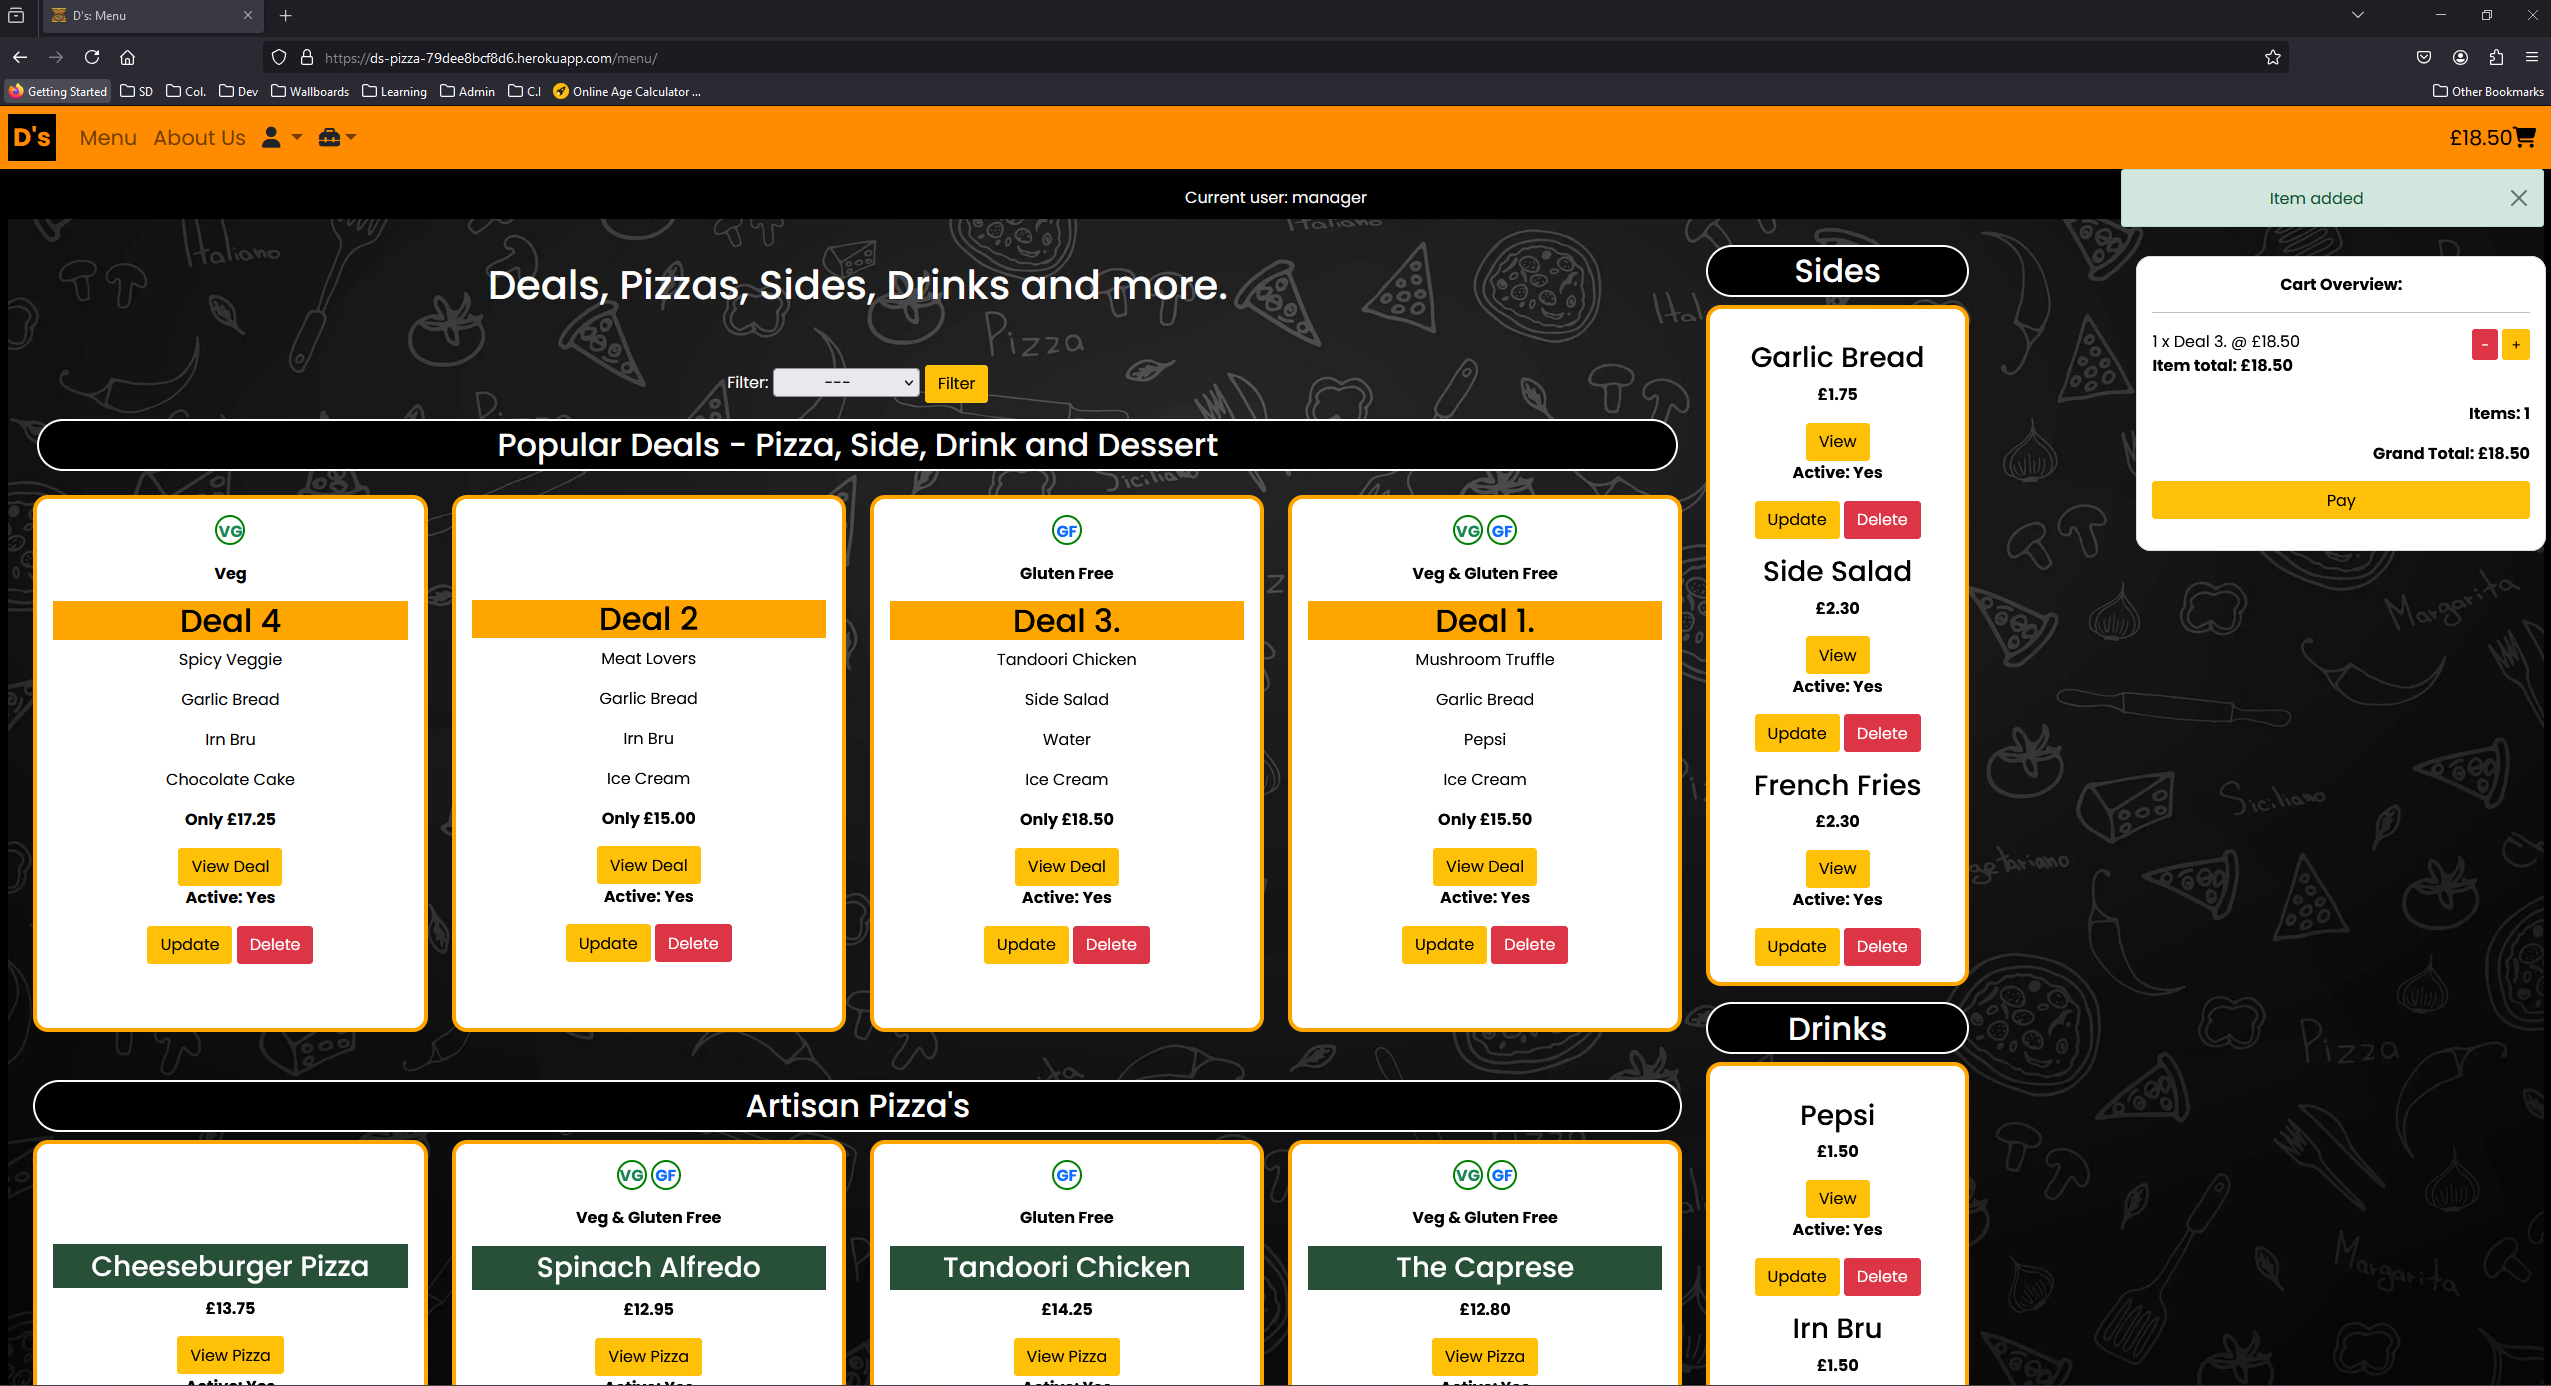 D's: Menu
https://ds-pizza-79dee8bcf8d6.herokuapp.com/menu/
Getting Started SD Col. Dev Wallboards Learning Admin C.I Online Age Calculator ... Other Bookmarks
D's Menu About Us £18.50
Current user: manager
Item added
Deals, Pizzas, Sides, Drinks and more.
Filter: --- Filter
Popular Deals - Pizza, Side, Drink and Dessert
VG
Veg
Deal 4
Spicy Veggie
Garlic Bread
Irn Bru
Chocolate Cake
Only £17.25
View Deal
Active: Yes
Update Delete
Deal 2
Meat Lovers
Garlic Bread
Irn Bru
Ice Cream
Only £15.00
View Deal
Active: Yes
Update Delete
GF
Gluten Free
Deal 3.
Tandoori Chicken
Side Salad
Water
Ice Cream
Only £18.50
View Deal
Active: Yes
Update Delete
VG GF
Veg & Gluten Free
Deal 1.
Mushroom Truffle
Garlic Bread
Pepsi
Ice Cream
Only £15.50
View Deal
Active: Yes
Update Delete
Artisan Pizza's
Cheeseburger Pizza
£13.75
View Pizza
Active: Yes
VG GF
Veg & Gluten Free
Spinach Alfredo
£12.95
View Pizza
GF
Gluten Free
Tandoori Chicken
£14.25
View Pizza
VG GF
Veg & Gluten Free
The Caprese
£12.80
View Pizza
Sides
Garlic Bread
£1.75
View
Active: Yes
Update Delete
Side Salad
£2.30
View
Active: Yes
Update Delete
French Fries
£2.30
View
Active: Yes
Update Delete
Drinks
Pepsi
£1.50
View
Active: Yes
Update Delete
Irn Bru
£1.50
Cart Overview:
1 x Deal 3. @ £18.50 - +
Item total: £18.50
Items: 1
Grand Total: £18.50
Pay
Italiano
Pizza
Siciliano
Margarita
Siciliano
Pizza
Margarita